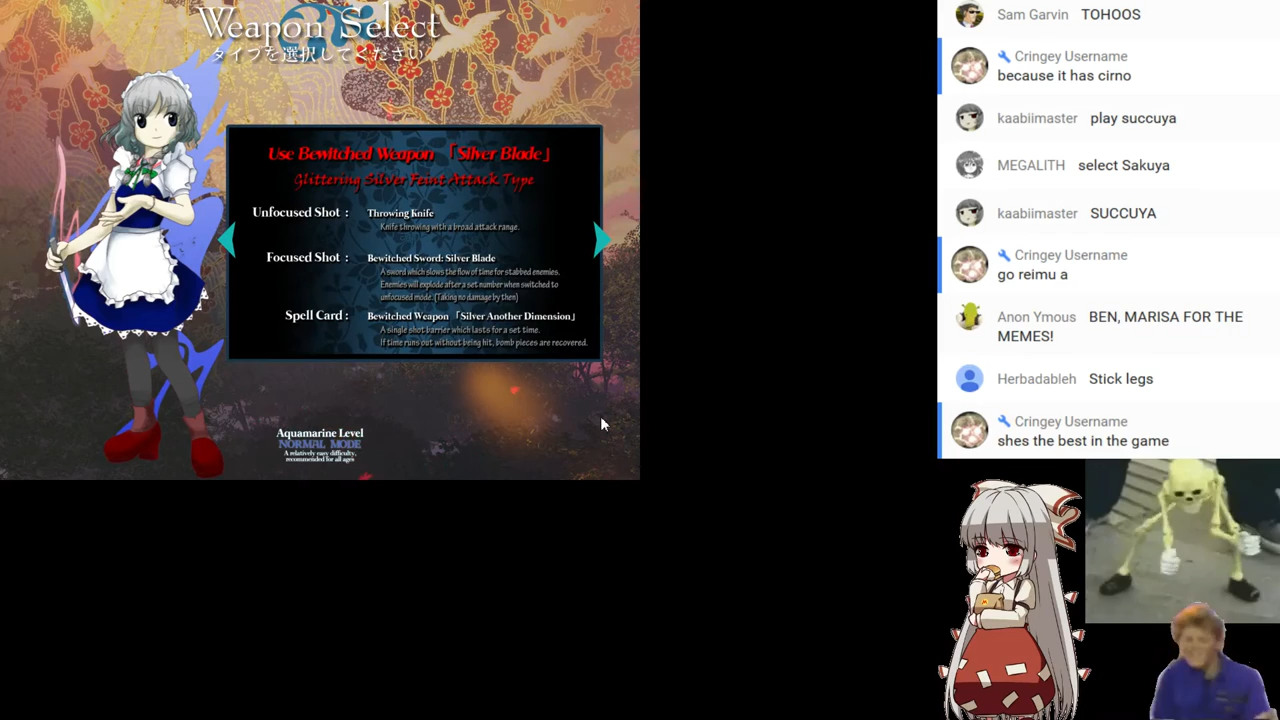 Weapon Select
タイプを選択してください
Use Bewitched Weapon 「Silver Blade」
Glittering Silver Feint Attack Type
Unfocused Shot : Throwing Knife
Knife throwing with a broad attack range.
Focused Shot : Bewitched Sword: Silver Blade
A sword which slows the flow of time for stabbed enemies.
Enemies will explode after a set number when switched to
unfocused mode. (Taking no damage by then)
Spell Card : Bewitched Weapon 「Silver Another Dimension」
A single shot barrier which lasts for a set time.
If time runs out without being hit, bomb pieces are recovered.
Aquamarine Level
NORMAL MODE
A relatively easy difficulty,
recommended for all ages
Sam Garvin TOHOOS
Cringey Username
because it has cirno
kaabiimaster play succuya
MEGALITH select Sakuya
kaabiimaster SUCCUYA
Cringey Username
go reimu a
Anon Ymous BEN, MARISA FOR THE
MEMES!
Herbadableh Stick legs
Cringey Username
shes the best in the game